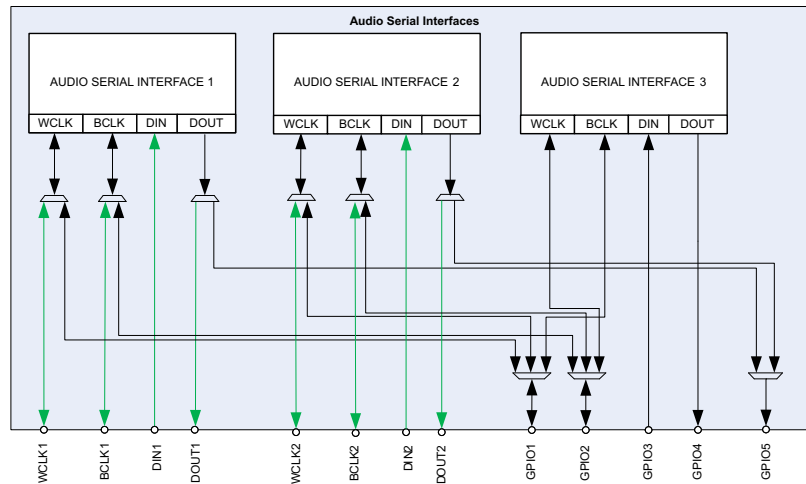 Audio Serial Interfaces
AUDIO SERIAL INTERFACE 1
AUDIO SERIAL INTERFACE 2
AUDIO SERIAL INTERFACE 3
WCLK BCLK DIN DOUT
WCLK BCLK DIN DOUT
WCLK BCLK DIN DOUT
WCLK1
BCLK1
DIN1
DOUT1
WCLK2
BCLK2
DIN2
DOUT2
GPIO1
GPIO2
GPIO3
GPIO4
GPIO5